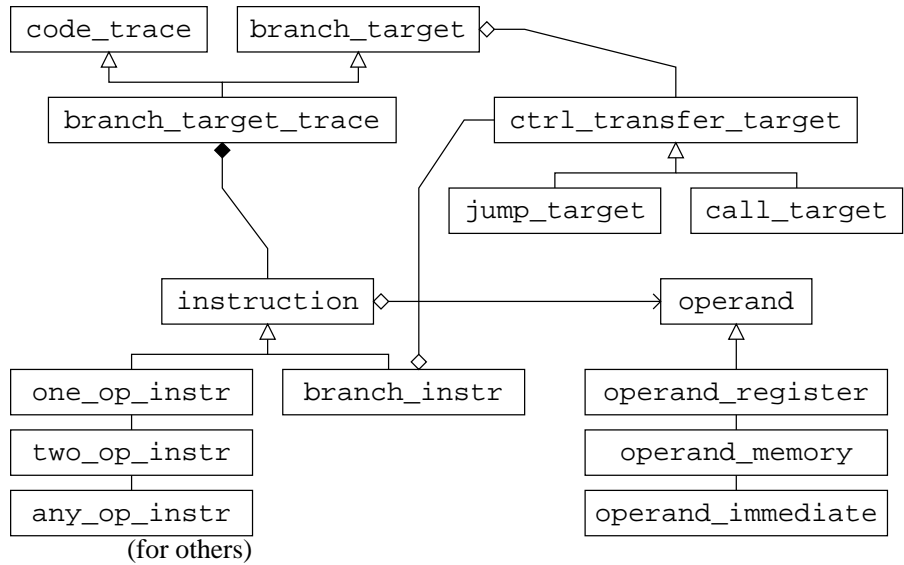 code_trace
branch_target
branch_target_trace
ctrl_transfer_target
jump_target
call_target
instruction
operand
one_op_instr
branch_instr
operand_register
two_op_instr
operand_memory
any_op_instr
operand_immediate
(for others)